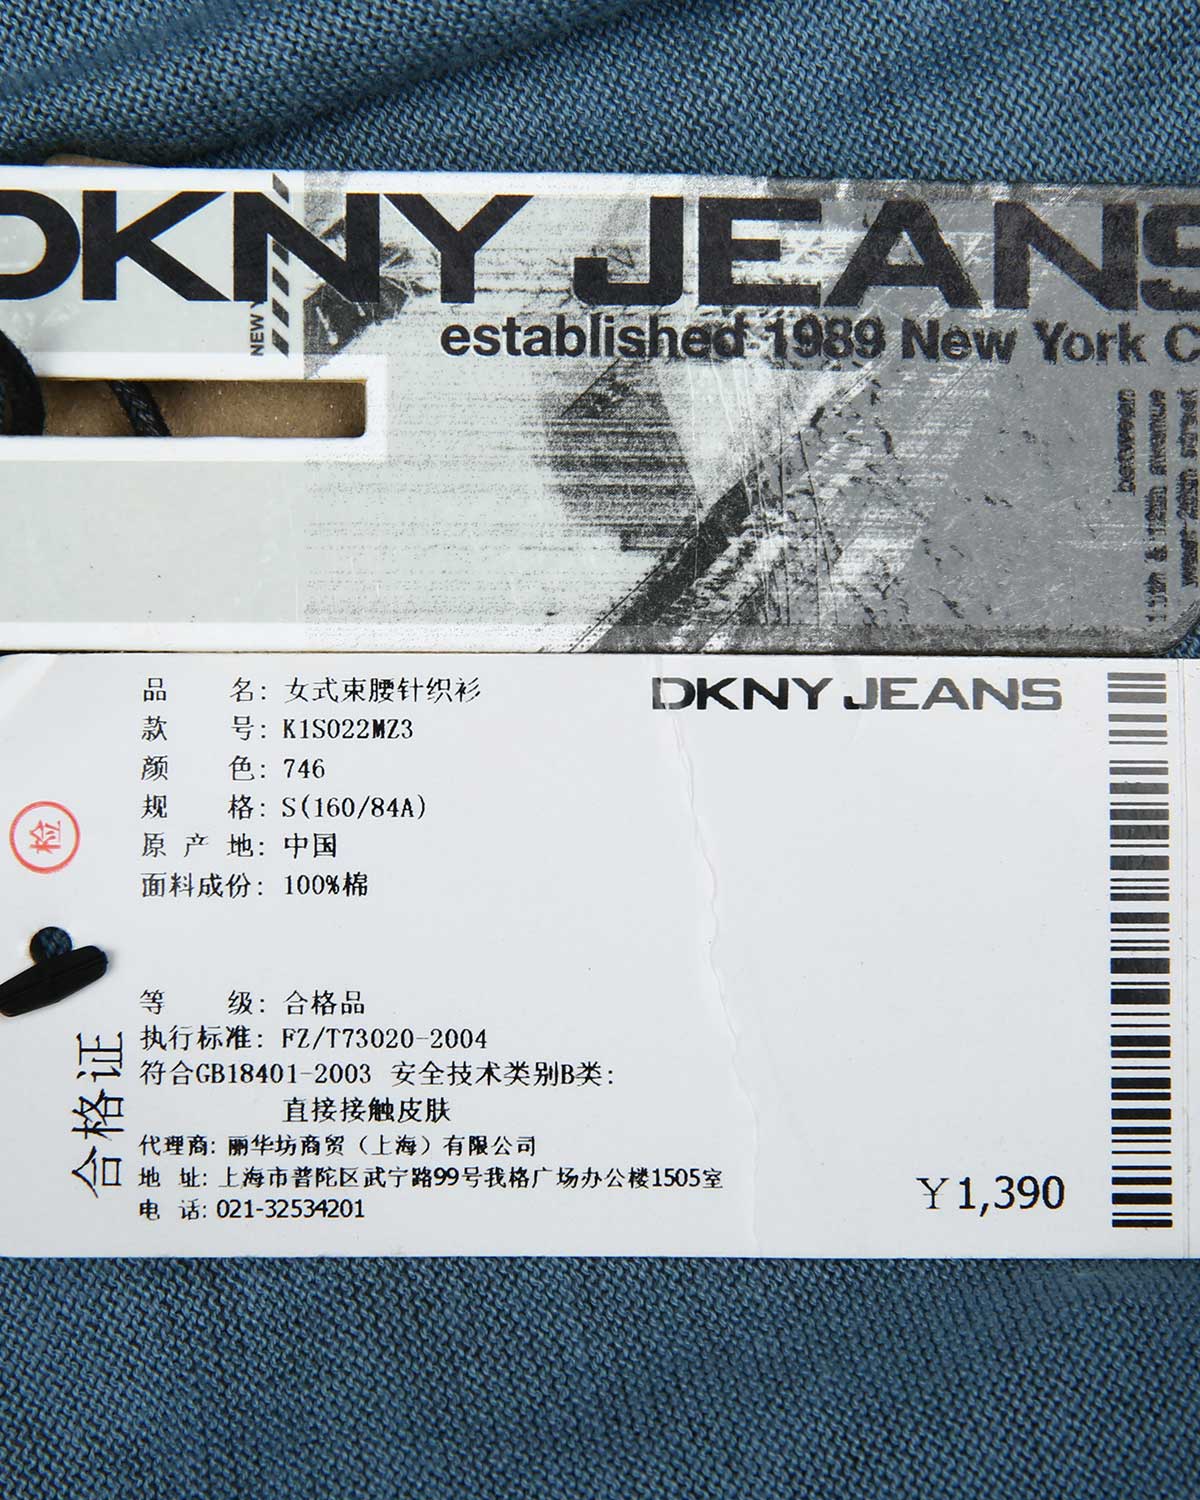 DKNY JEANS
NEW Y
established 1989 New York C
between
11th & 12th avenue
west 26th street
品 名: 女式束腰针织衫
DKNY JEANS
款 号: K1S022MZ3
颜 色: 746
规 格: S(160/84A)
检
原 产 地: 中国
面料成份: 100%棉
等 级: 合格品
合格证
执行标准: FZ/T73020-2004
符合GB18401-2003 安全技术类别B类:
直接接触皮肤
代理商: 丽华坊商贸（上海）有限公司
地 址: 上海市普陀区武宁路99号我格广场办公楼1505室
电 话: 021-32534201
¥1,390